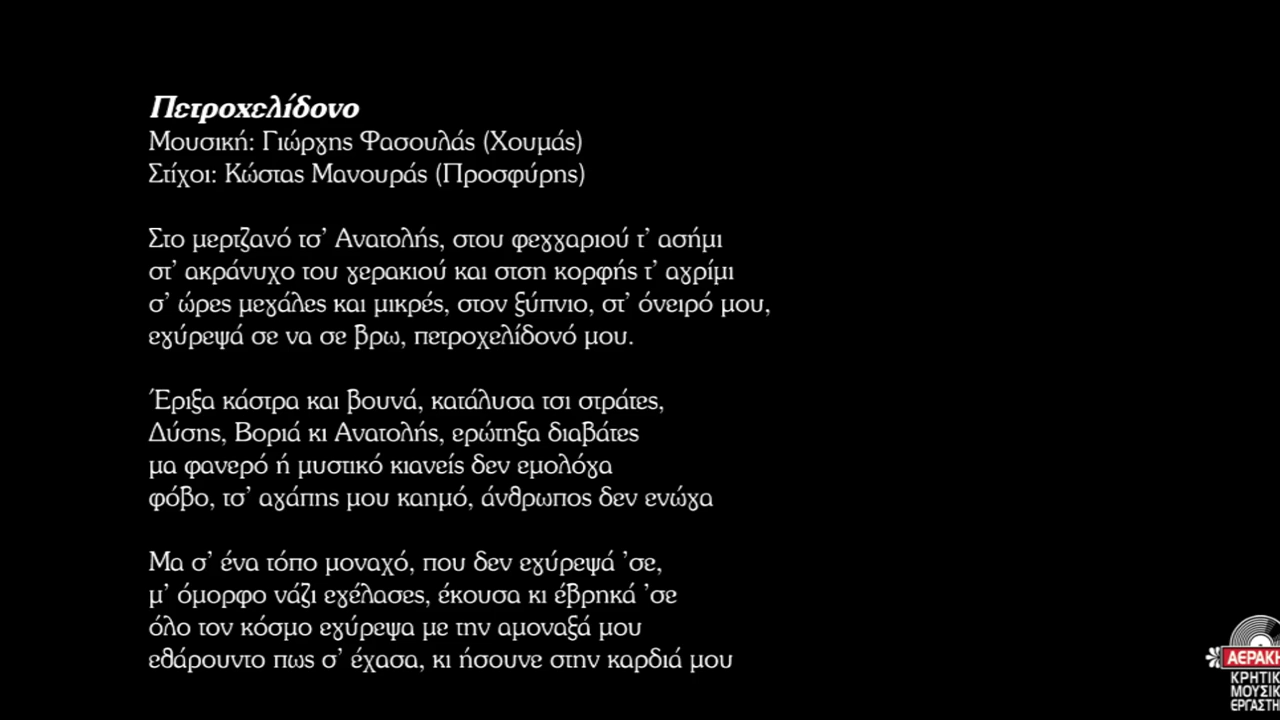 Πετροχελίδονο
Μουσική: Γιώργης Φασουλάς (Χουμάς)
Στίχοι: Κώστας Μανουράς (Προσφύρης)
Στο μερτζανό τσ’ Ανατολής, στου φεγγαριού τ’ ασήμι
στ’ ακράνυχο του γερακιού και στση κορφής τ’ αγρίμι
σ’ ώρες μεγάλες και μικρές, στον ξύπνιο, στ’ όνειρό μου,
εγύρεψά σε να σε βρω, πετροχελίδονό μου.
Έριξα κάστρα και βουνά, κατάλυσα τσι στράτες,
Δύσης, Βοριά κι Ανατολής, ερώτηξα διαβάτες
μα φανερό ή μυστικό κιανείς δεν εμολόγα
φόβο, τσ’ αγάπης μου καημό, άνθρωπος δεν ενώγα
Μα σ’ ένα τόπο μοναχό, που δεν εγύρεψά ’σε,
μ’ όμορφο νάζι εγέλασες, έκουσα κι έβρηκά ’σε
όλο τον κόσμο εγύρεψα με την αμοναξά μου
εθάρουντο πως σ’ έχασα, κι ήσουνε στην καρδιά μου
ΑΕΡΑΚΗ
ΚΡΗΤΙΚ
ΜΟΥΣΙΚ
ΕΡΓΑΣΤΗ